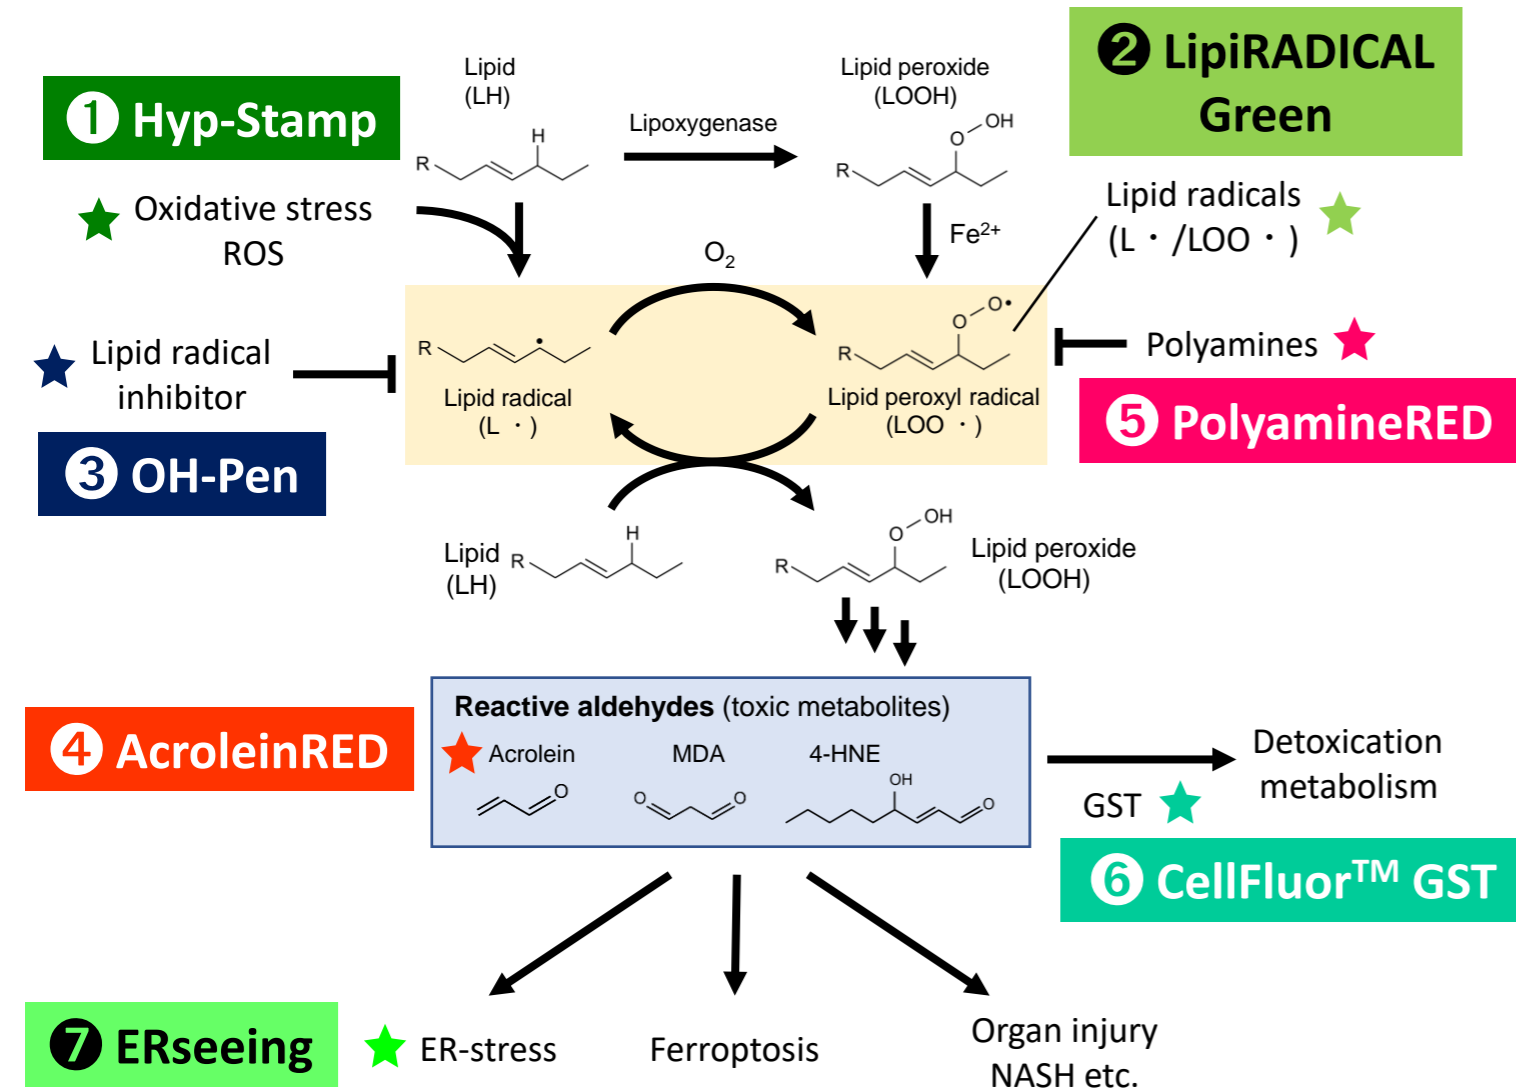 ❶ Hyp-Stamp
Oxidative stress
ROS
Lipid
(LH)
H
R
Lipoxygenase
Lipid peroxide
(LOOH)
O
OH
R
❷ LipiRADICAL
Green
Lipid radicals
(L・/LOO・)
O₂
Fe²⁺
Lipid radical
inhibitor
❸ OH-Pen
R
Lipid radical
(L・)
O
O•
R
Lipid peroxyl radical
(LOO・)
Polyamines
❺ PolyamineRED
Lipid
(LH)
H
R
O
OH
R
Lipid peroxide
(LOOH)
❹ AcroleinRED
Reactive aldehydes (toxic metabolites)
Acrolein
MDA
4-HNE
O
O
O
OH
O
Detoxication
metabolism
GST
❻ CellFluor™ GST
❼ ERseeing
ER-stress
Ferroptosis
Organ injury
NASH etc.